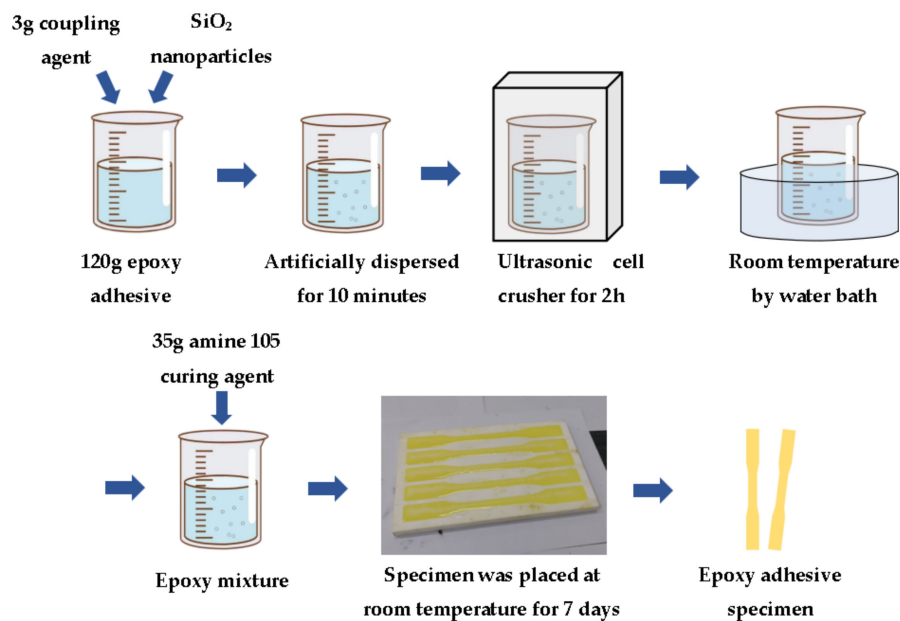 3g coupling
agent
SiO₂
nanoparticles
120g epoxy
adhesive
Artificially dispersed
for 10 minutes
Ultrasonic cell
crusher for 2h
Room temperature
by water bath
35g amine 105
curing agent
Epoxy mixture
Specimen was placed at
room temperature for 7 days
Epoxy adhesive
specimen